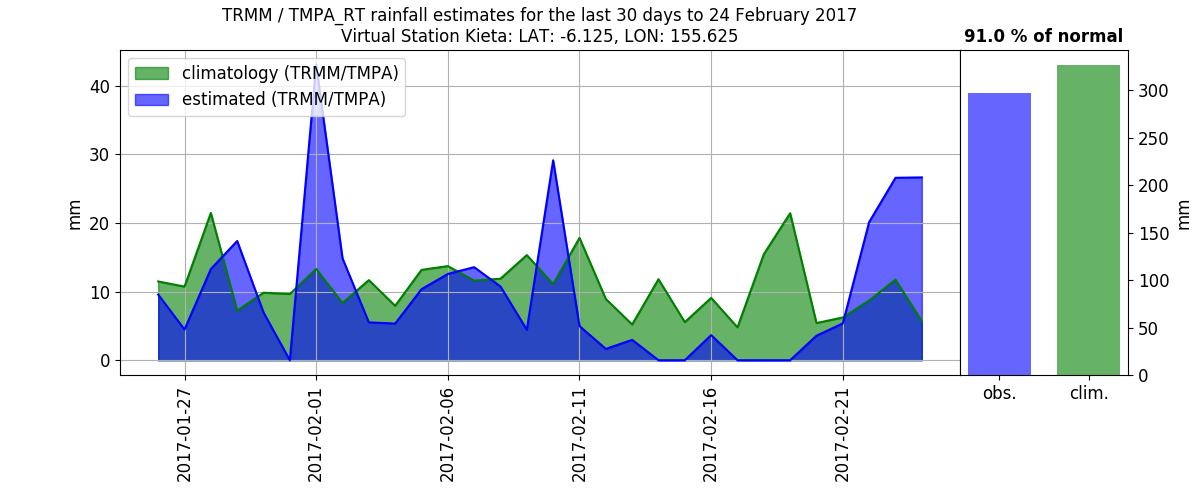 TRMM / TMPA_RT rainfall estimates for the last 30 days to 24 February 2017
Virtual Station Kieta: LAT: -6.125, LON: 155.625
91.0 % of normal
climatology (TRMM/TMPA)
estimated (TRMM/TMPA)
mm
40
30
20
10
0
2017-01-27
2017-02-01
2017-02-06
2017-02-11
2017-02-16
2017-02-21
300
250
200
150
100
50
0
mm
obs.
clim.